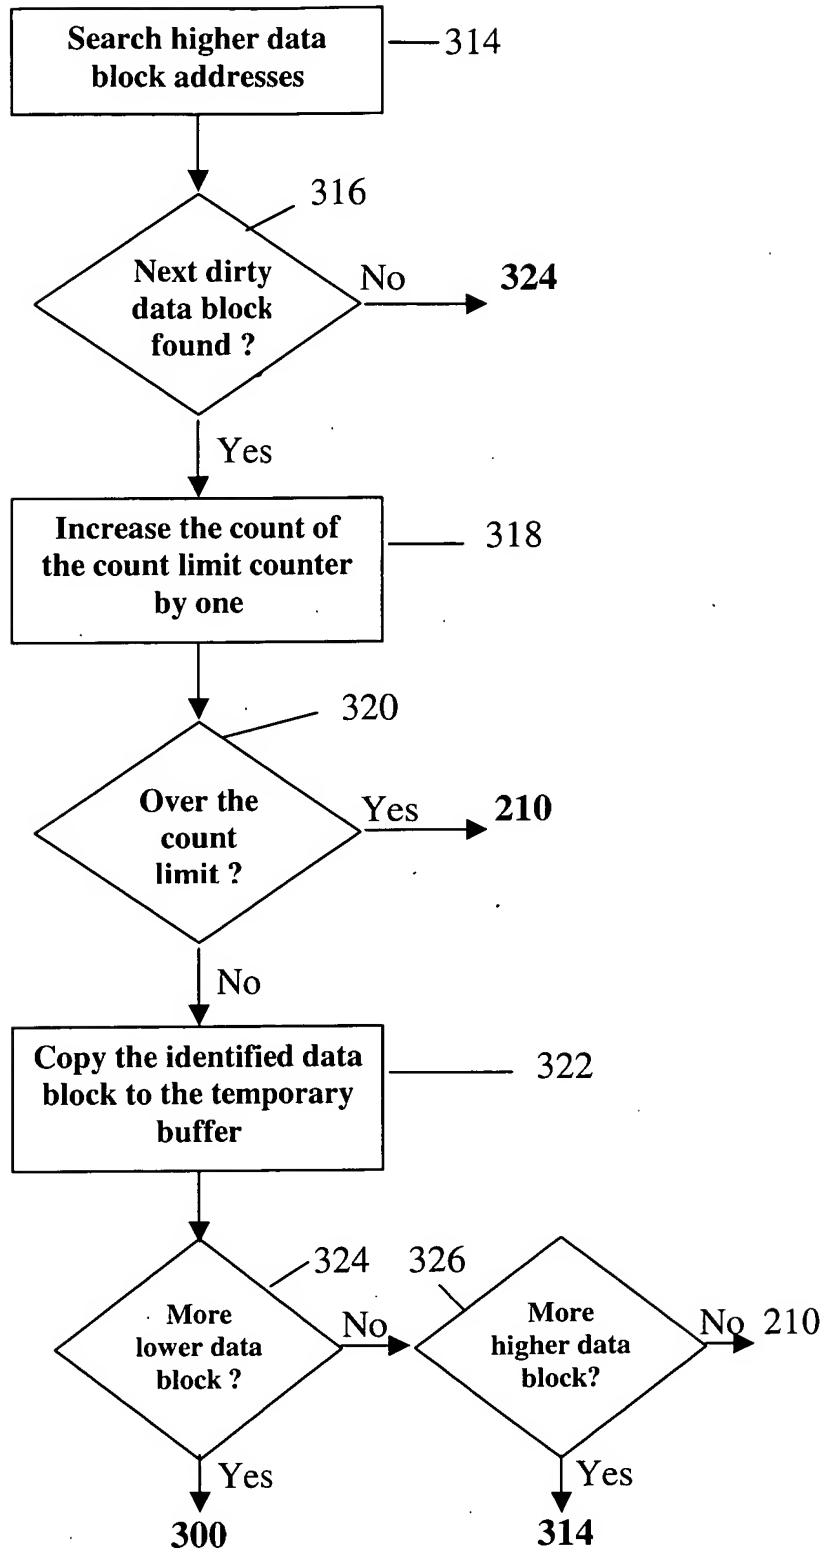 Search higher data
block addresses
314
316
Next dirty
data block
found ?
No
324
Yes
Increase the count of
the count limit counter
by one
318
320
Over the
count
limit ?
Yes
210
No
Copy the identified data
block to the temporary
buffer
322
324
326
More
lower data
block ?
No
More
higher data
block?
No 210
Yes
Yes
300
314